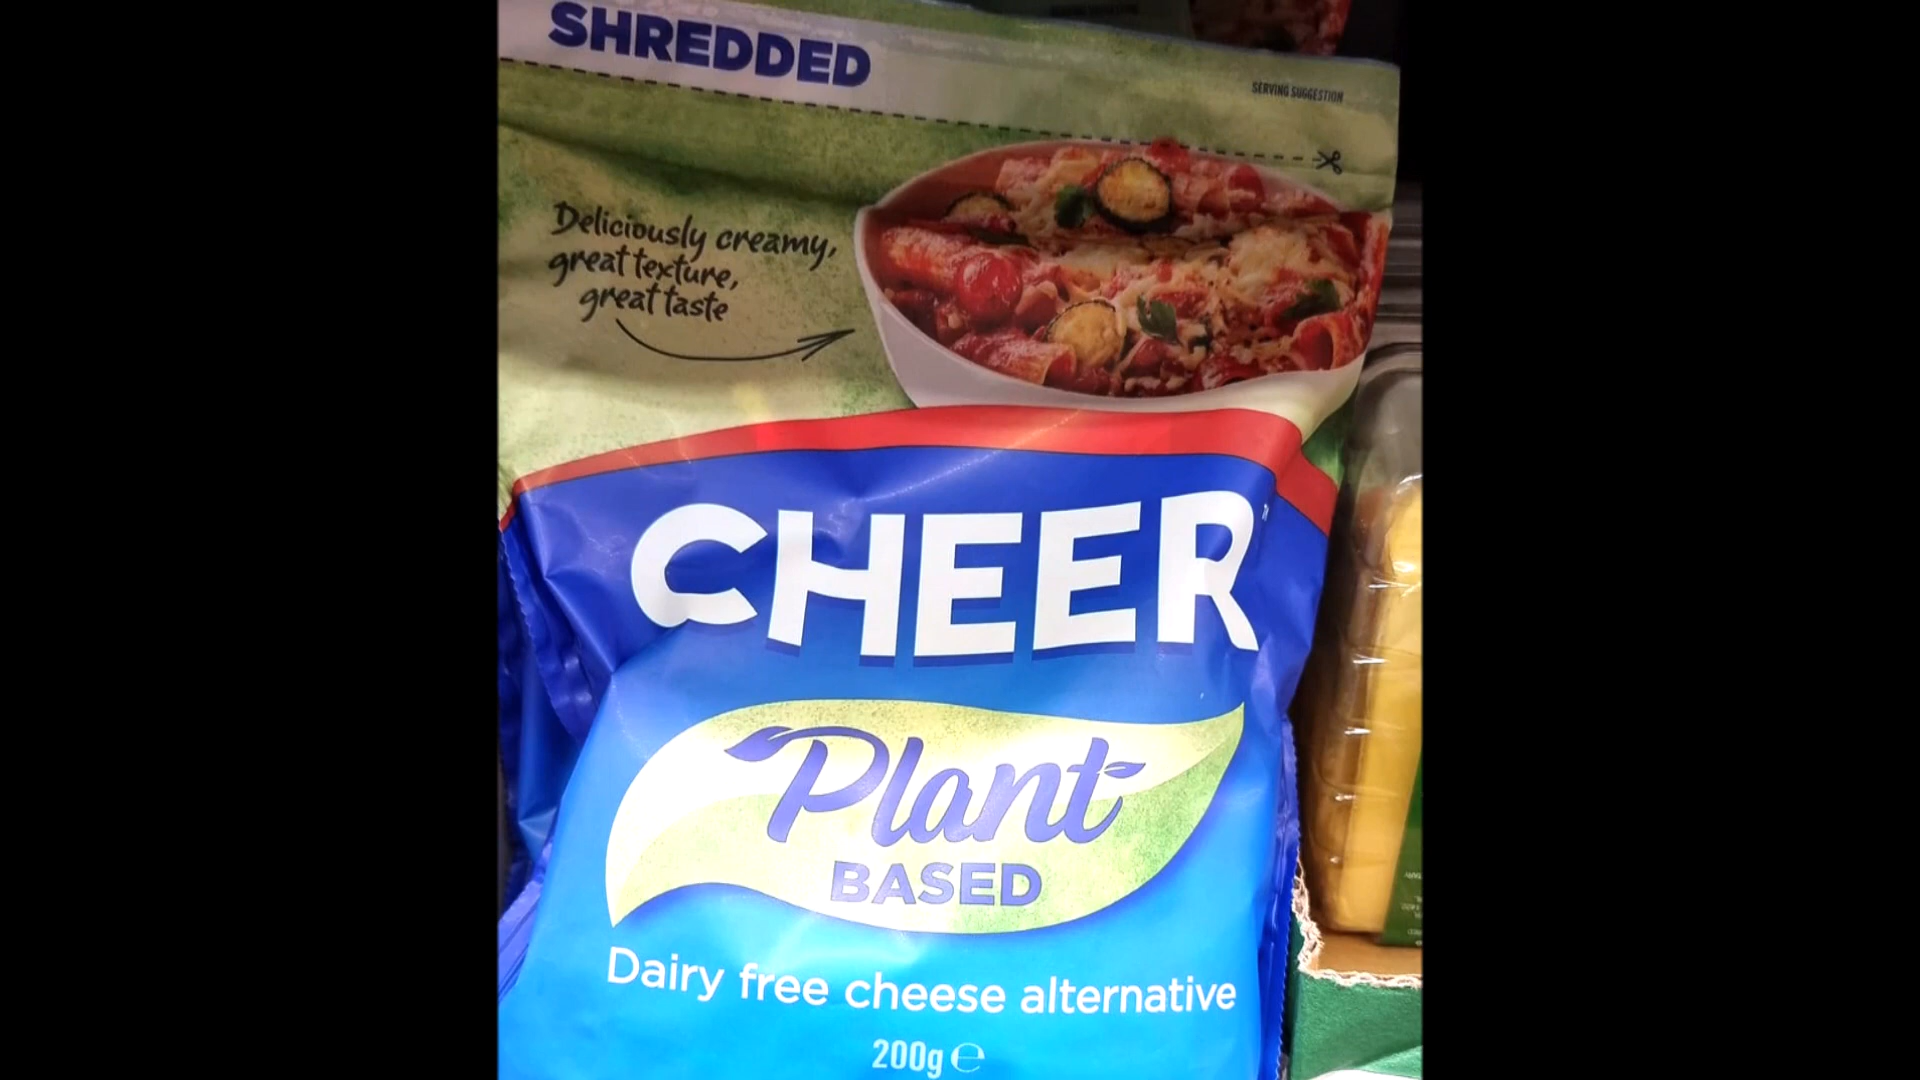 SHREDDED
SERVING SUGGESTION
Deliciously creamy,
great texture,
great taste
CHEER
Plant
BASED
Dairy free cheese alternative
200g ℮